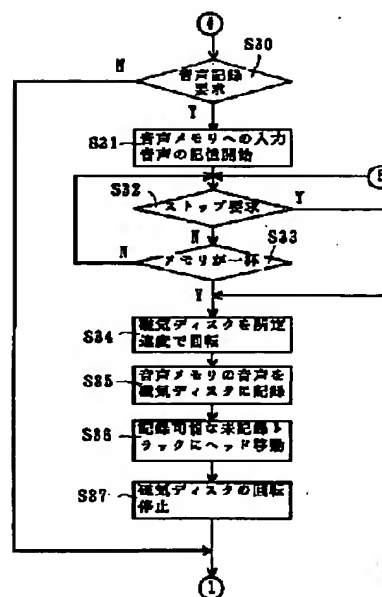 4
S30
N
音声記録
要求
Y
S31
音声メモリへの入力
音声の記憶開始
S32
ストップ要求
Y
N
S33
N
メモリが一杯
Y
S34
磁気ディスクを所定
速度で回転
S35
音声メモリの音声を
磁気ディスクに記録
S36
記録可能な未記録ト
ラックにヘッド移動
S37
磁気ディスクの回転
停止
1